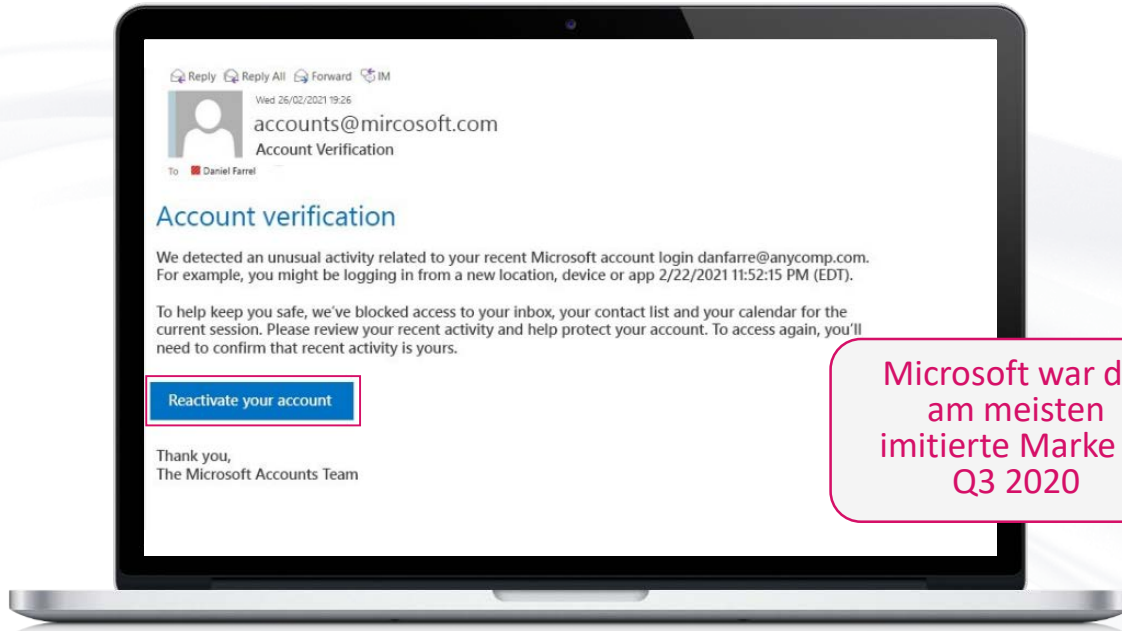 Reply Reply All Forward IM
Wed 26/02/2021 19:26
accounts@mircosoft.com
Account Verification
To Daniel Farrel
Account verification
We detected an unusual activity related to your recent Microsoft account login danfarre@anycomp.com.
For example, you might be logging in from a new location, device or app 2/22/2021 11:52:15 PM (EDT).
To help keep you safe, we've blocked access to your inbox, your contact list and your calendar for the
current session. Please review your recent activity and help protect your account. To access again, you'll
need to confirm that recent activity is yours.
Reactivate your account
Thank you,
The Microsoft Accounts Team
Microsoft war
am meisten
imitierte Marke
Q3 2020